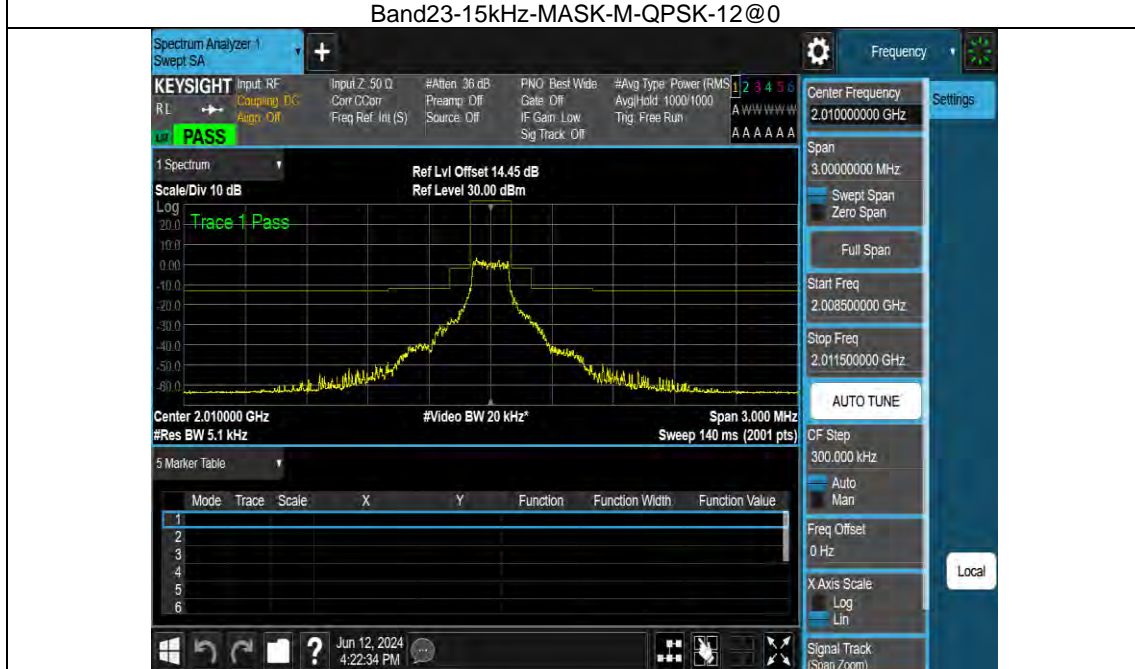 Band23-15kHz-MASK-M-QPSK-12@0
Spectrum Analyzer 1
Swept SA
Frequency
KEYSIGHT
RL
PASS
Input: RF
Coupling: DC
Align: Off
Input Z: 50 Ω
Corr CCorr
Freq Ref: Int (S)
#Atten: 36 dB
Preamp: Off
Source: Off
PNO: Best Wide
Gate: Off
IF Gain: Low
Sig Track: Off
#Avg Type: Power (RMS
Avg|Hold: 1000/1000
Trig: Free Run
1 2 3 4 5 6
A W W W W W
A A A A A A
1 Spectrum
Scale/Div 10 dB
Ref Lvl Offset 14.45 dB
Ref Level 30.00 dBm
Log
Trace 1 Pass
20.0
10.0
0.00
-10.0
-20.0
-30.0
-40.0
-50.0
-60.0
Center 2.010000 GHz
#Video BW 20 kHz*
Span 3.000 MHz
#Res BW 5.1 kHz
Sweep 140 ms (2001 pts)
5 Marker Table
Mode Trace Scale X Y Function Function Width Function Value
1
2
3
4
5
6
Jun 12, 2024
4:22:34 PM
Center Frequency
2.010000000 GHz
Settings
Span
3.00000000 MHz
Swept Span
Zero Span
Full Span
Start Freq
2.008500000 GHz
Stop Freq
2.011500000 GHz
AUTO TUNE
CF Step
300.000 kHz
Auto
Man
Freq Offset
0 Hz
Local
X Axis Scale
Log
Lin
Signal Track
(Span Zoom)